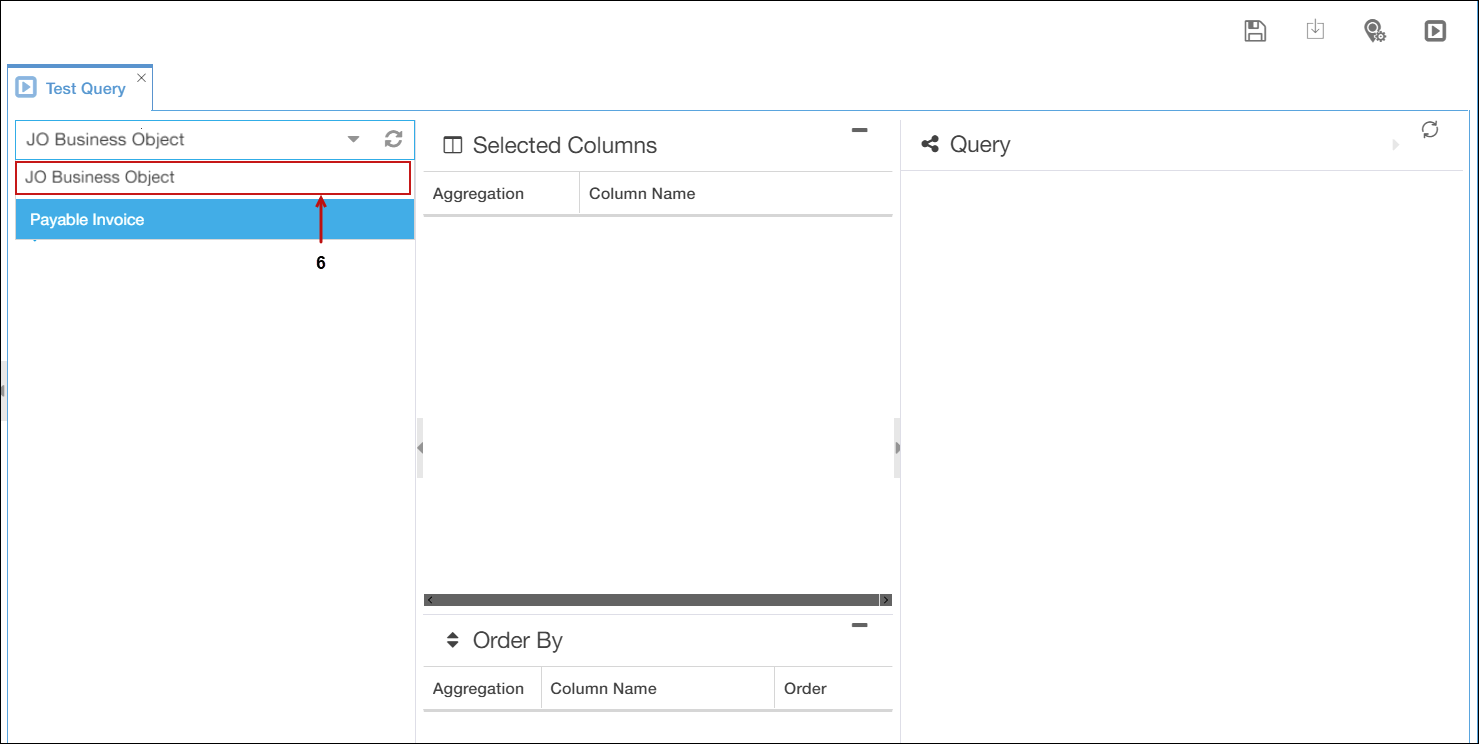 Test Query
JO Business Object
JO Business Object
Payable Invoice
6
Selected Columns
Aggregation Column Name
Order By
Aggregation Column Name Order
Query